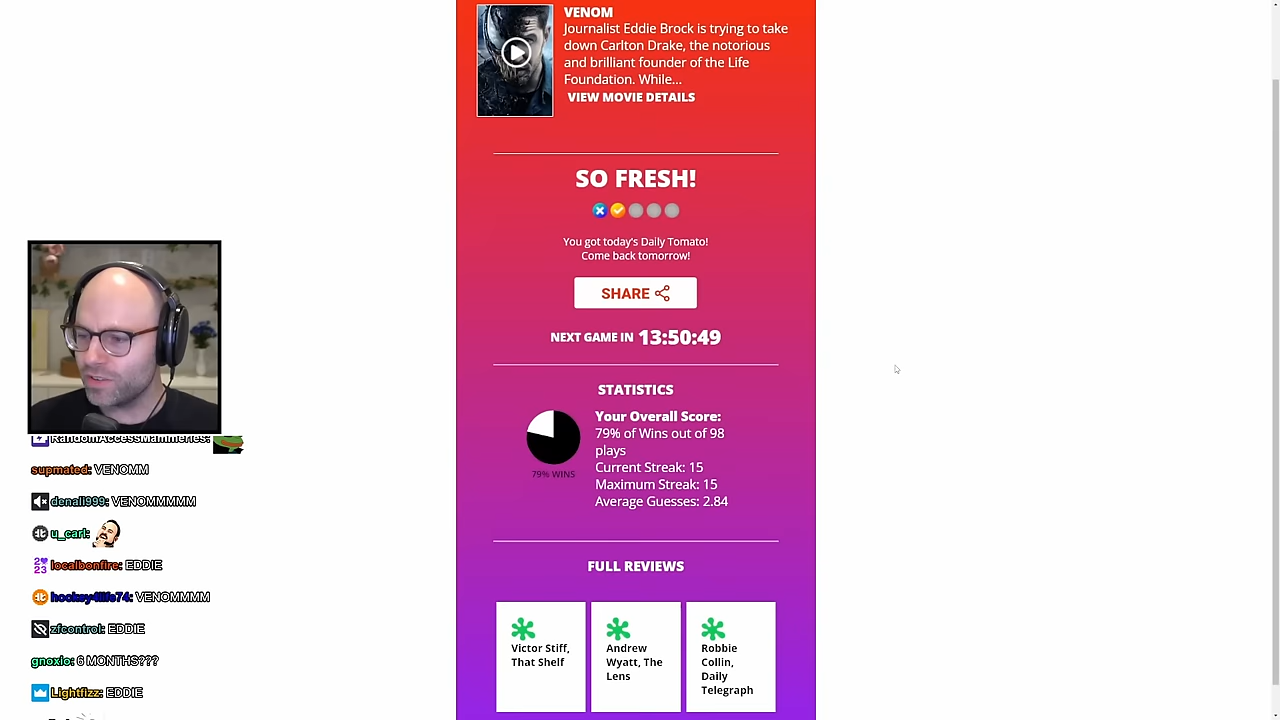 VENOM
Journalist Eddie Brock is trying to take
down Carlton Drake, the notorious
and brilliant founder of the Life
Foundation. While...
VIEW MOVIE DETAILS
SO FRESH!
You got today's Daily Tomato!
Come back tomorrow!
SHARE
NEXT GAME IN 13:50:49
STATISTICS
79% WINS
Your Overall Score:
79% of Wins out of 98
plays
Current Streak: 15
Maximum Streak: 15
Average Guesses: 2.84
FULL REVIEWS
Victor Stiff,
That Shelf
Andrew
Wyatt, The
Lens
Robbie
Collin,
Daily
Telegraph
RandomAccessMammeries:
supmated: VENOMM
denali999: VENOMMMMM
u_carl:
localbonfire: EDDIE
hockey4life74: VENOMMMM
zfcontrol: EDDIE
gnoxio: 6 MONTHS???
Lightfizz: EDDIE